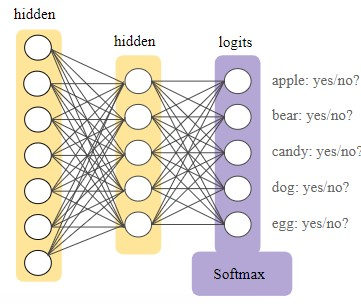 hidden
hidden
logits
apple: yes/no?
bear: yes/no?
candy: yes/no?
dog: yes/no?
egg: yes/no?
Softmax